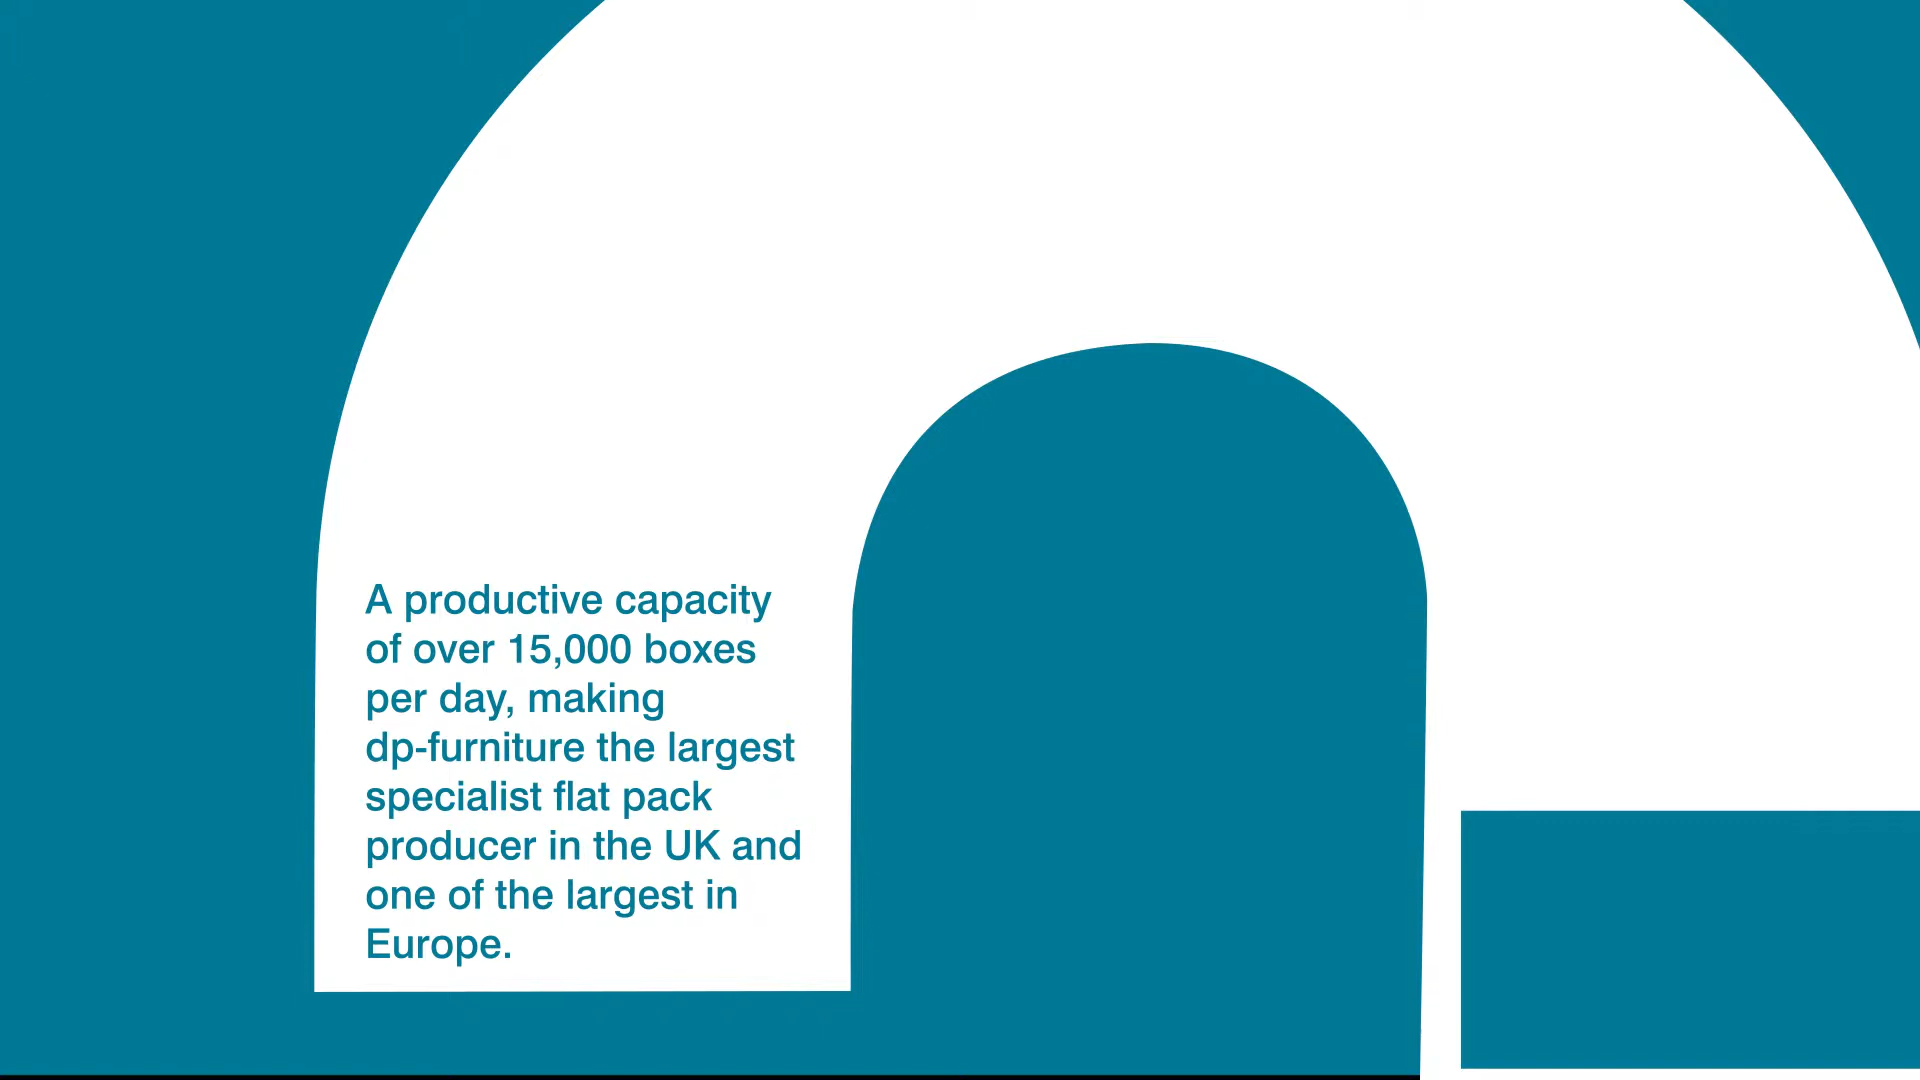 A productive capacity
of over 15,000 boxes
per day, making
dp-furniture the largest
specialist flat pack
producer in the UK and
one of the largest in
Europe.